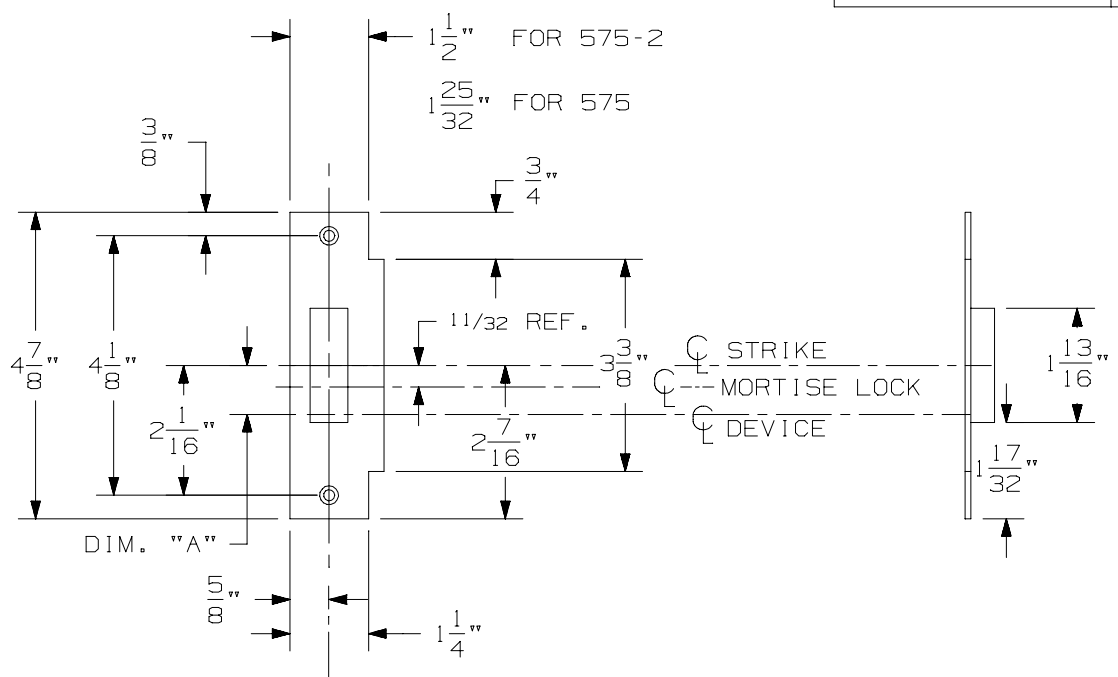 1 1/2" FOR 575-2
1 25/32" FOR 575
3/8"
3/4"
11/32 REF.
4 7/8"
4 1/8"
3 3/8"
℄ STRIKE
1 13/16"
℄ MORTISE LOCK
2 1/16"
2 7/16"
℄ DEVICE
1 17/32"
DIM. "A"
5/8"
1 1/4"